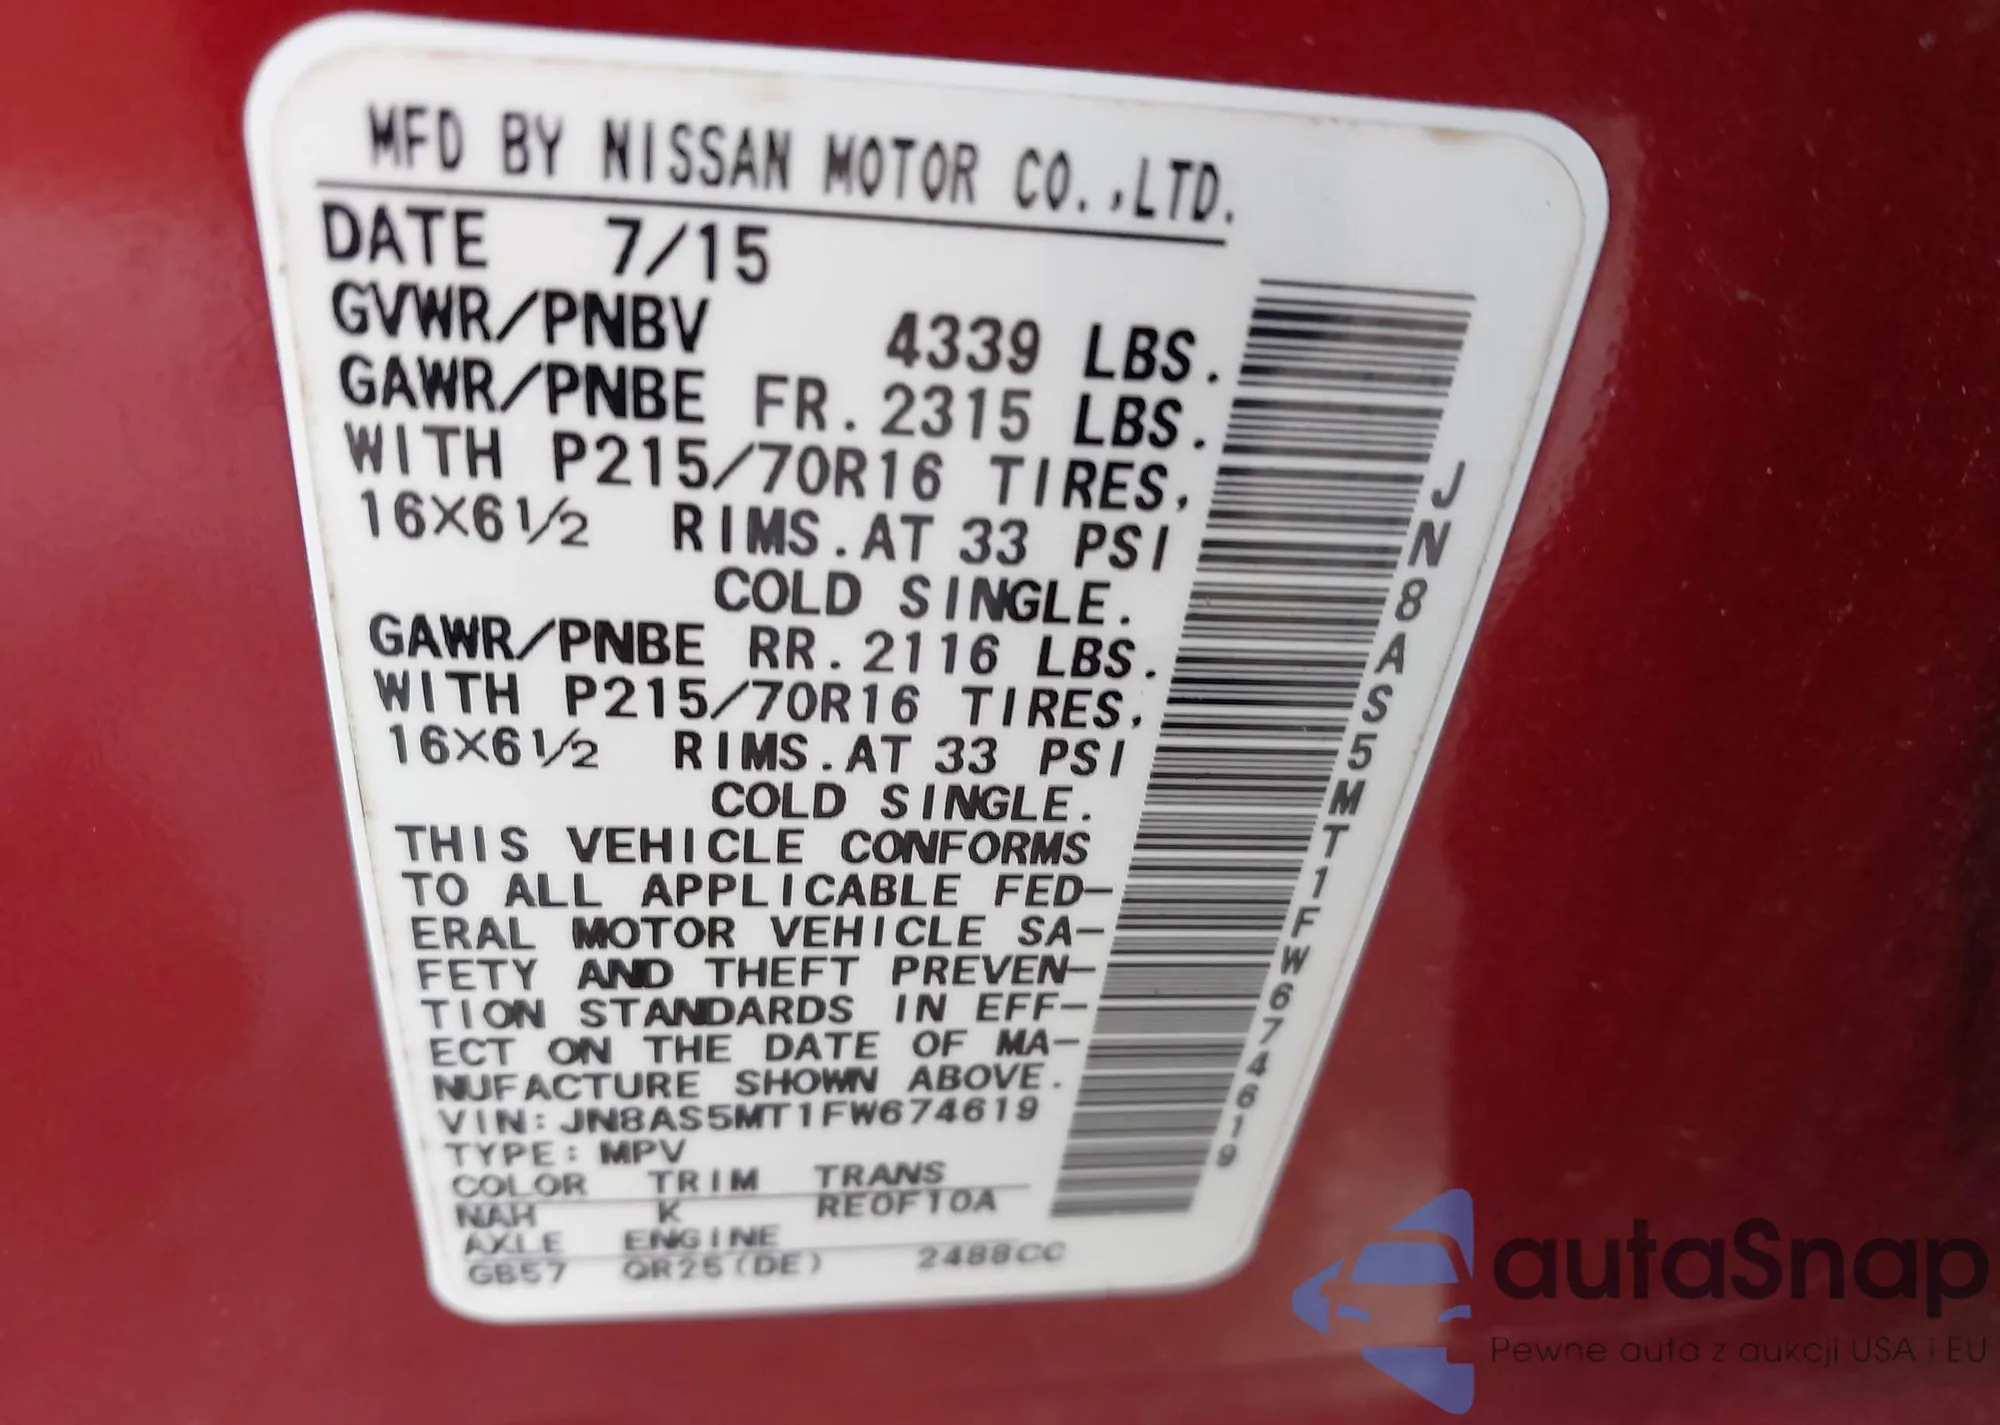 MFD BY NISSAN MOTOR CO.,LTD.
DATE 7/15
GVWR/PNBV 4339 LBS.
GAWR/PNBE FR.2315 LBS.
WITH P215/70R16 TIRES,
16X6½ RIMS.AT 33 PSI
COLD SINGLE.
GAWR/PNBE RR.2116 LBS.
WITH P215/70R16 TIRES,
16X6½ RIMS.AT 33 PSI
COLD SINGLE.
THIS VEHICLE CONFORMS
TO ALL APPLICABLE FED-
ERAL MOTOR VEHICLE SA-
FETY AND THEFT PREVEN-
TION STANDARDS IN EFF-
ECT ON THE DATE OF MA-
NUFACTURE SHOWN ABOVE.
VIN:JN8AS5MT1FW674619
TYPE:MPV
COLOR TRIM TRANS
NAH K RE0F10A
AXLE ENGINE
GB57 QR25(DE) 2488CC
JN8AS5MT1FW674619
autaSnap
Pewne auta z aukcji USA i EU